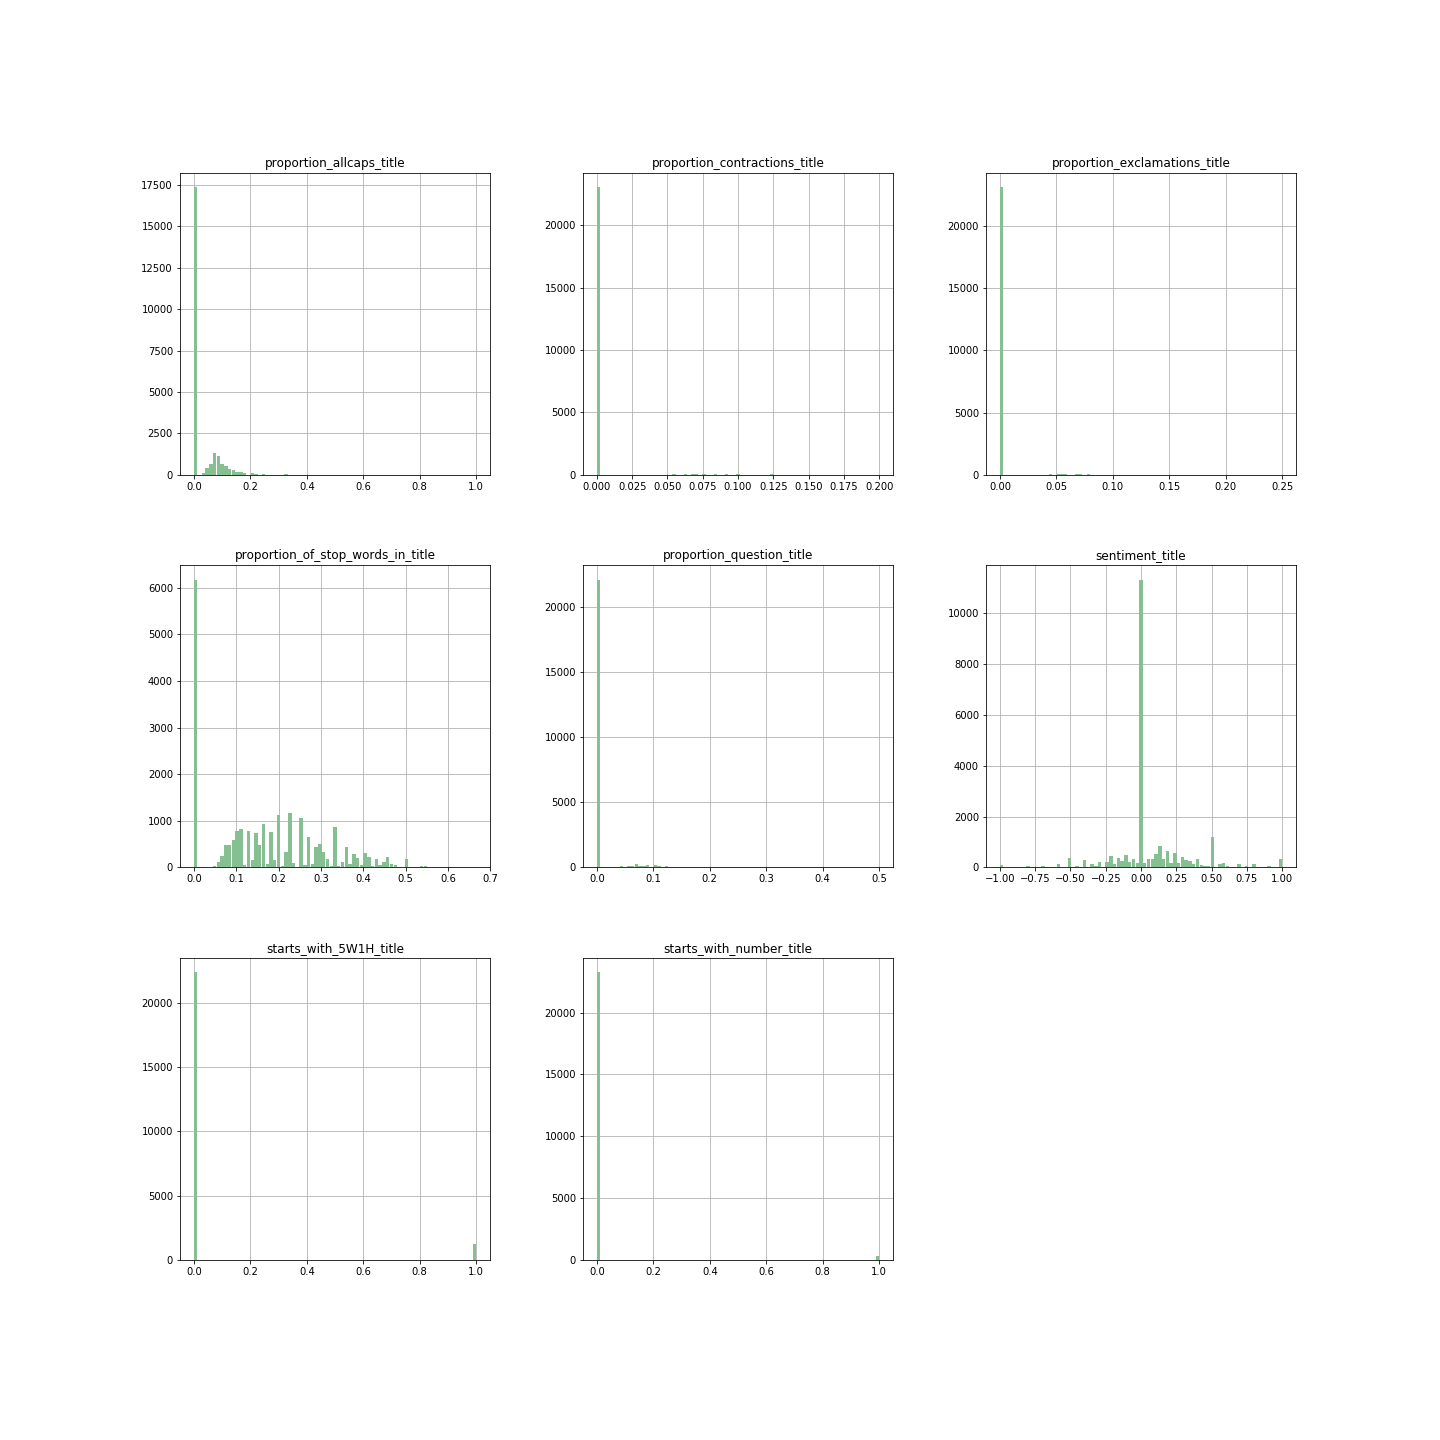 proportion_allcaps_title
17500
15000
12500
10000
7500
5000
2500
0
0.0 0.2 0.4 0.6 0.8 1.0
proportion_contractions_title
20000
15000
10000
5000
0
0.000 0.025 0.050 0.075 0.100 0.125 0.150 0.175 0.200
proportion_exclamations_title
20000
15000
10000
5000
0
0.00 0.05 0.10 0.15 0.20 0.25
proportion_of_stop_words_in_title
6000
5000
4000
3000
2000
1000
0
0.0 0.1 0.2 0.3 0.4 0.5 0.6 0.7
proportion_question_title
20000
15000
10000
5000
0
0.0 0.1 0.2 0.3 0.4 0.5
sentiment_title
10000
8000
6000
4000
2000
0
−1.00 −0.75 −0.50 −0.25 0.00 0.25 0.50 0.75 1.00
starts_with_5W1H_title
20000
15000
10000
5000
0
0.0 0.2 0.4 0.6 0.8 1.0
starts_with_number_title
20000
15000
10000
5000
0
0.0 0.2 0.4 0.6 0.8 1.0